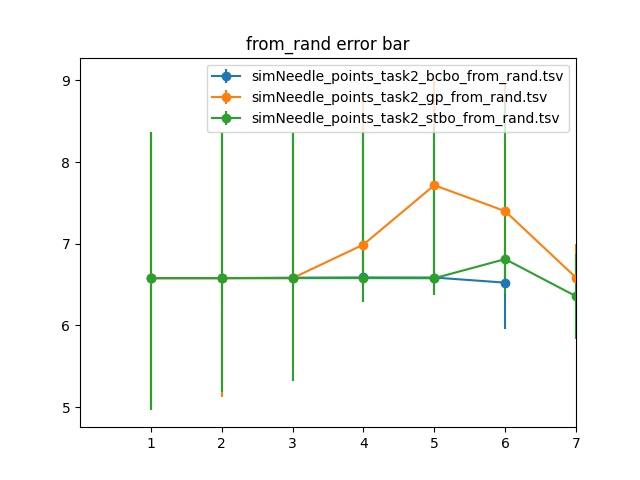 from_rand error bar
simNeedle_points_task2_bcbo_from_rand.tsv
simNeedle_points_task2_gp_from_rand.tsv
simNeedle_points_task2_stbo_from_rand.tsv
9
8
7
6
5
1 2 3 4 5 6 7